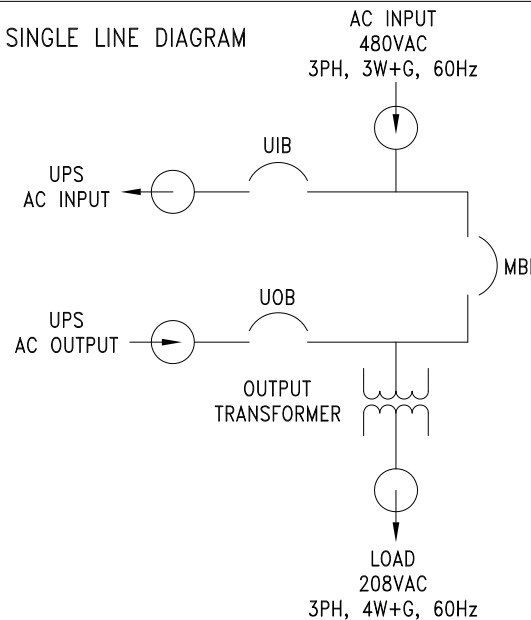 SINGLE LINE DIAGRAM
AC INPUT
480VAC
3PH, 3W+G, 60Hz
UIB
UPS
AC INPUT
UOB
UPS
AC OUTPUT
OUTPUT
TRANSFORMER
LOAD
208VAC
3PH, 4W+G, 60Hz